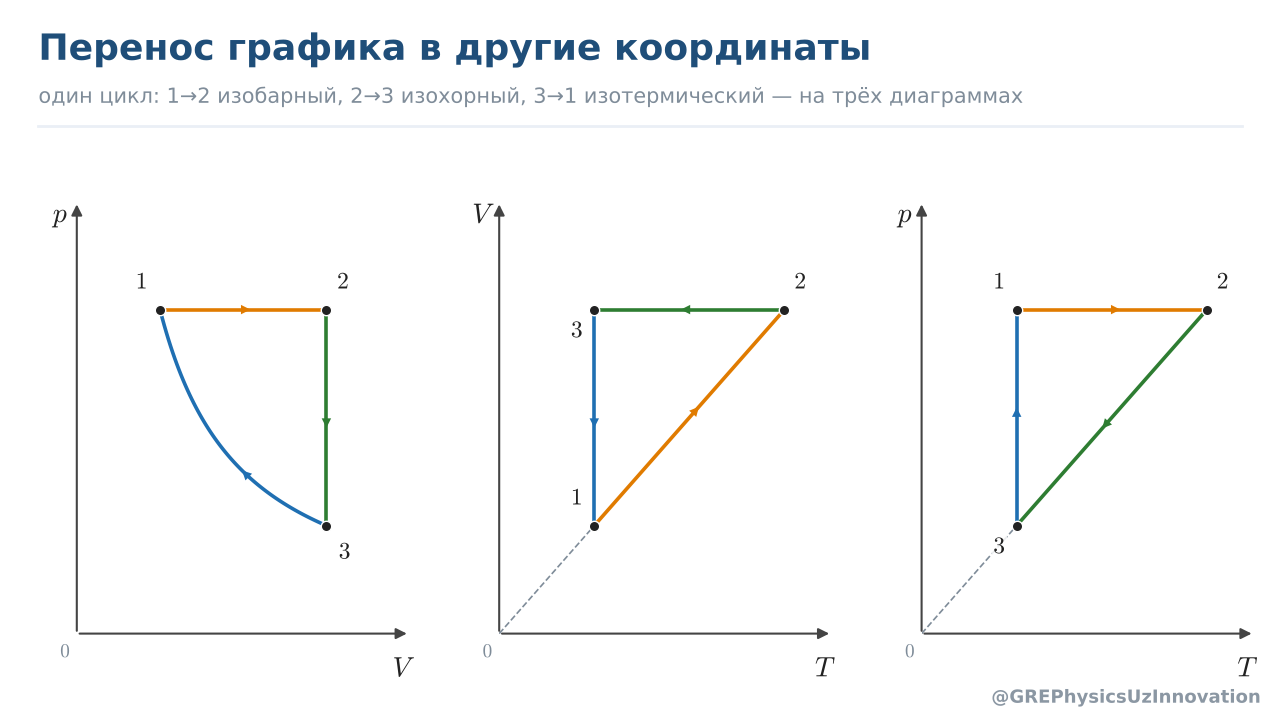 Перенос графика в другие координаты
один цикл: 1→2 изобарный, 2→3 изохорный, 3→1 изотермический — на трёх диаграммах
p
1
2
3
0
V
V
2
3
1
0
T
p
1
2
3
0
T
@GREPhysicsUzInnovation